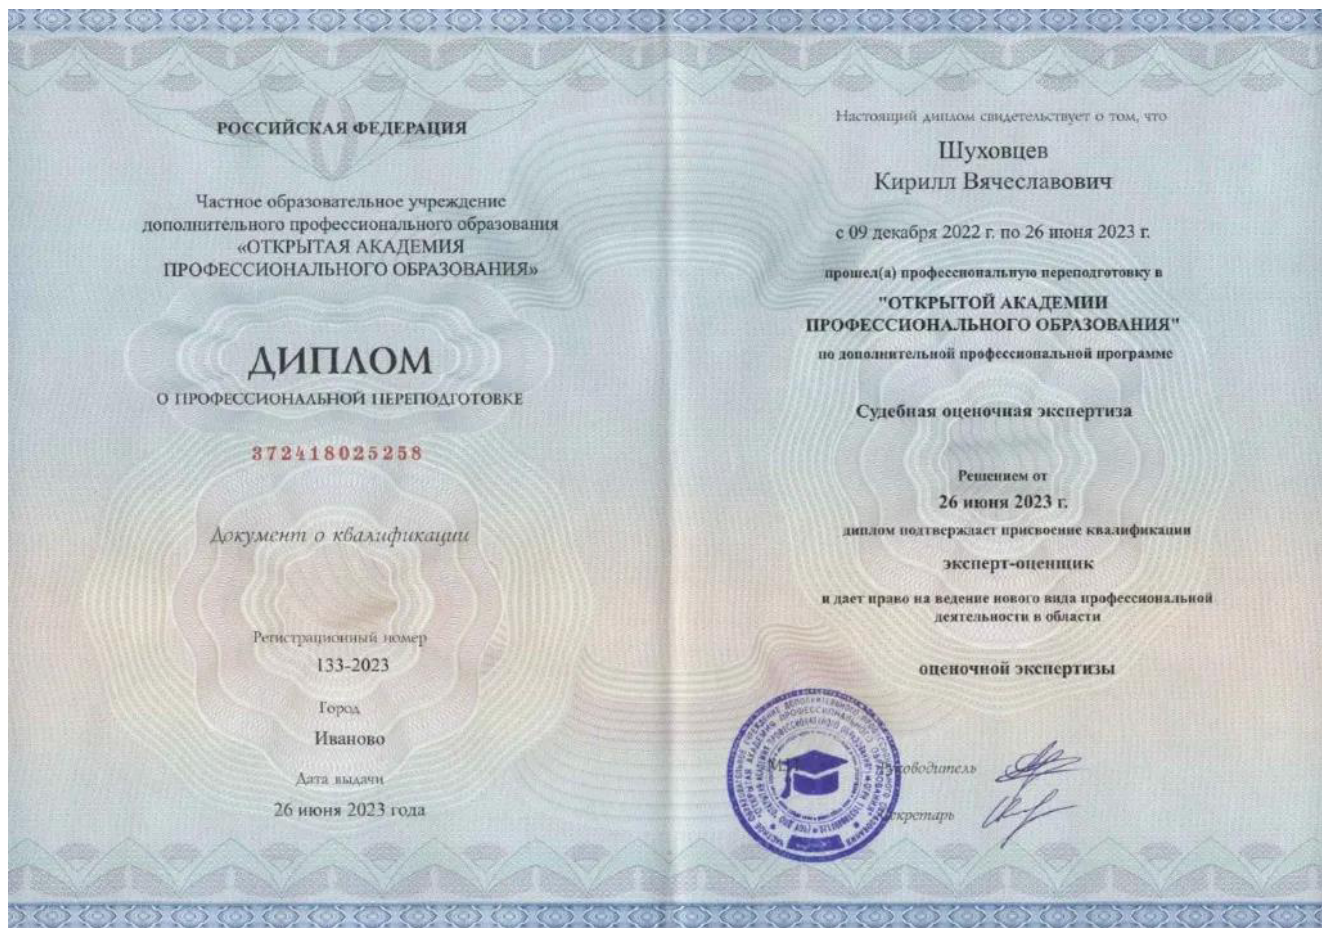 РОССИЙСКАЯ ФЕДЕРАЦИЯ
Частное образовательное учреждение
дополнительного профессионального образования
«ОТКРЫТАЯ АКАДЕМИЯ
ПРОФЕССИОНАЛЬНОГО ОБРАЗОВАНИЯ»
ДИПЛОМ
О ПРОФЕССИОНАЛЬНОЙ ПЕРЕПОДГОТОВКЕ
372418025258
Документ о квалификации
Регистрационный номер
133-2023
Город
Иваново
Дата выдачи
26 июня 2023 года
Настоящий диплом свидетельствует о том, что
Шуховцев
Кирилл Вячеславович
с 09 декабря 2022 г. по 26 июня 2023 г.
прошел(а) профессиональную переподготовку в
"ОТКРЫТОЙ АКАДЕМИИ
ПРОФЕССИОНАЛЬНОГО ОБРАЗОВАНИЯ"
по дополнительной профессиональной программе
Судебная оценочная экспертиза
Решением от
26 июня 2023 г.
диплом подтверждает присвоение квалификации
эксперт-оценщик
и дает право на ведение нового вида профессиональной
деятельности в области
оценочной экспертизы
Руководитель
Секретарь